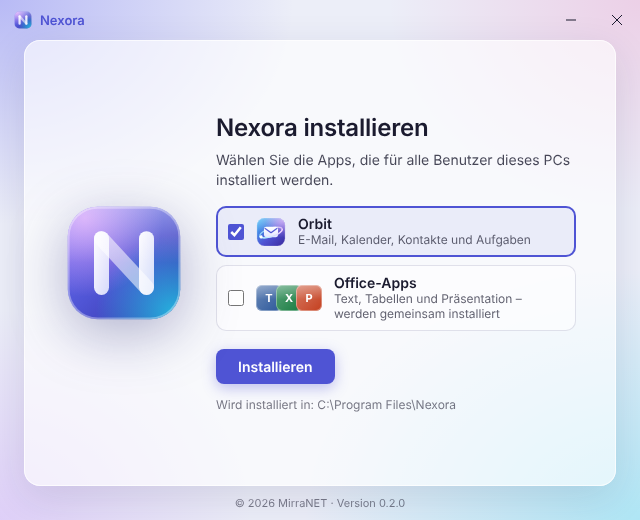 Nexora
Nexora installieren
Wählen Sie die Apps, die für alle Benutzer dieses PCs
installiert werden.
N
Orbit
E-Mail, Kalender, Kontakte und Aufgaben
T X P
Office-Apps
Text, Tabellen und Präsentation –
werden gemeinsam installiert
Installieren
Wird installiert in: C:\Program Files\Nexora
© 2026 MirraNET · Version 0.2.0